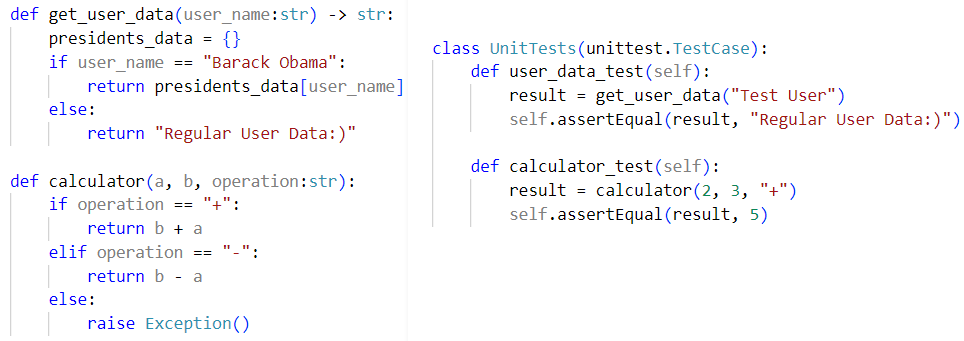 def get_user_data(user_name:str) -> str:
    presidents_data = {}
    if user_name == "Barack Obama":
        return presidents_data[user_name]
    else:
        return "Regular User Data:)"

def calculator(a, b, operation:str):
    if operation == "+":
        return b + a
    elif operation == "-":
        return b - a
    else:
        raise Exception()

class UnitTests(unittest.TestCase):
    def user_data_test(self):
        result = get_user_data("Test User")
        self.assertEqual(result, "Regular User Data:)")

    def calculator_test(self):
        result = calculator(2, 3, "+")
        self.assertEqual(result, 5)